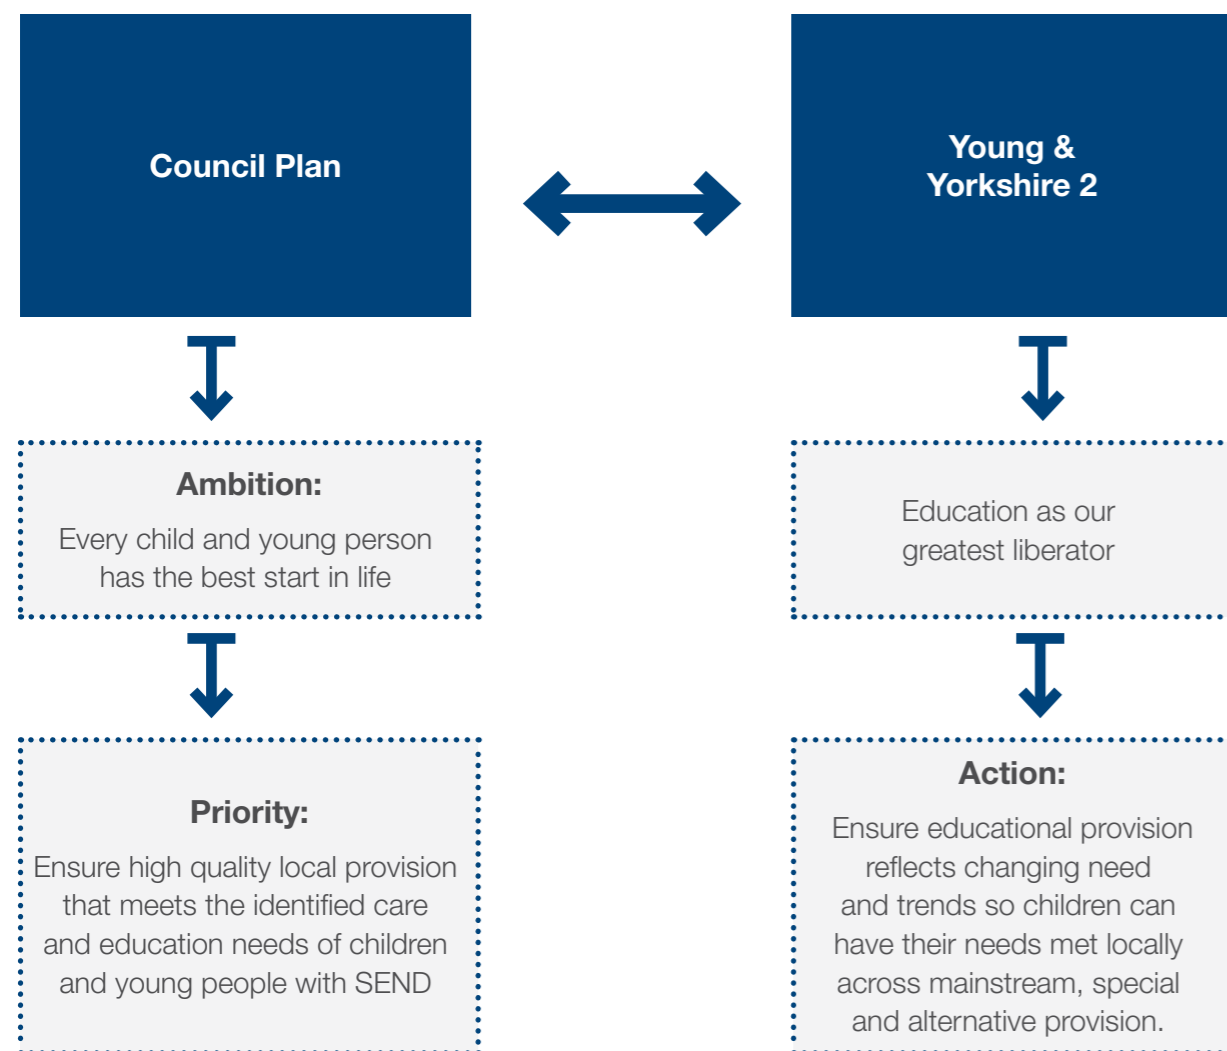 Council Plan
Young &
Yorkshire 2
Ambition:
Every child and young person
has the best start in life
Education as our
greatest liberator
Priority:
Ensure high quality local provision
that meets the identified care
and education needs of children
and young people with SEND
Action:
Ensure educational provision
reflects changing need
and trends so children can
have their needs met locally
across mainstream, special
and alternative provision.